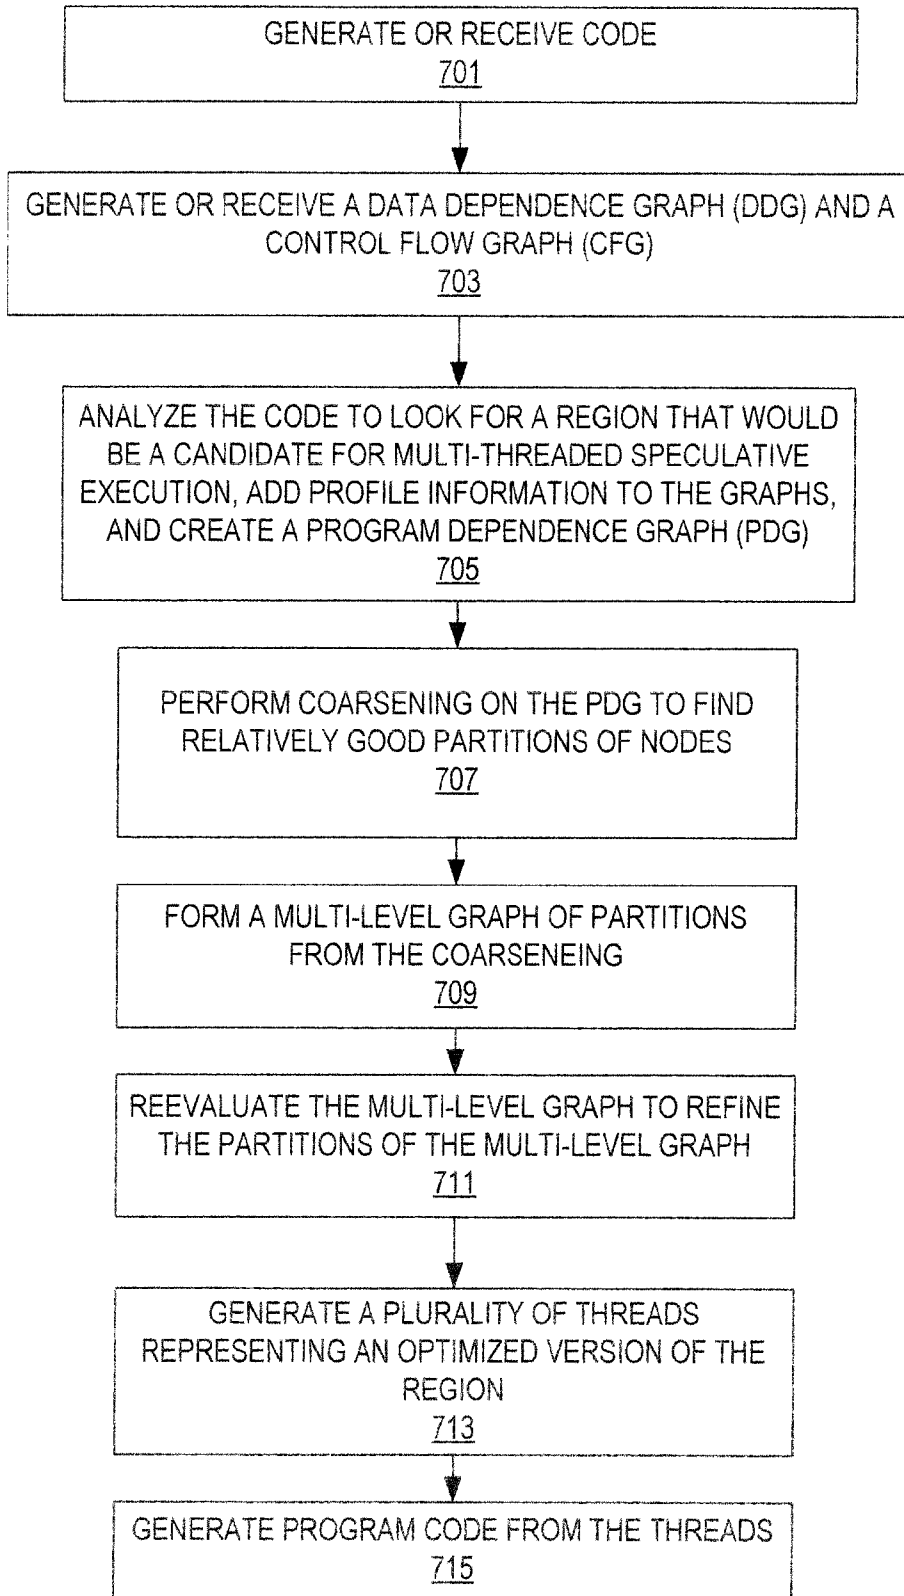 GENERATE OR RECEIVE CODE
701
GENERATE OR RECEIVE A DATA DEPENDENCE GRAPH (DDG) AND A
CONTROL FLOW GRAPH (CFG)
703
ANALYZE THE CODE TO LOOK FOR A REGION THAT WOULD
BE A CANDIDATE FOR MULTI-THREADED SPECULATIVE
EXECUTION, ADD PROFILE INFORMATION TO THE GRAPHS,
AND CREATE A PROGRAM DEPENDENCE GRAPH (PDG)
705
PERFORM COARSENING ON THE PDG TO FIND
RELATIVELY GOOD PARTITIONS OF NODES
707
FORM A MULTI-LEVEL GRAPH OF PARTITIONS
FROM THE COARSENEING
709
REEVALUATE THE MULTI-LEVEL GRAPH TO REFINE
THE PARTITIONS OF THE MULTI-LEVEL GRAPH
711
GENERATE A PLURALITY OF THREADS
REPRESENTING AN OPTIMIZED VERSION OF THE
REGION
713
GENERATE PROGRAM CODE FROM THE THREADS
715